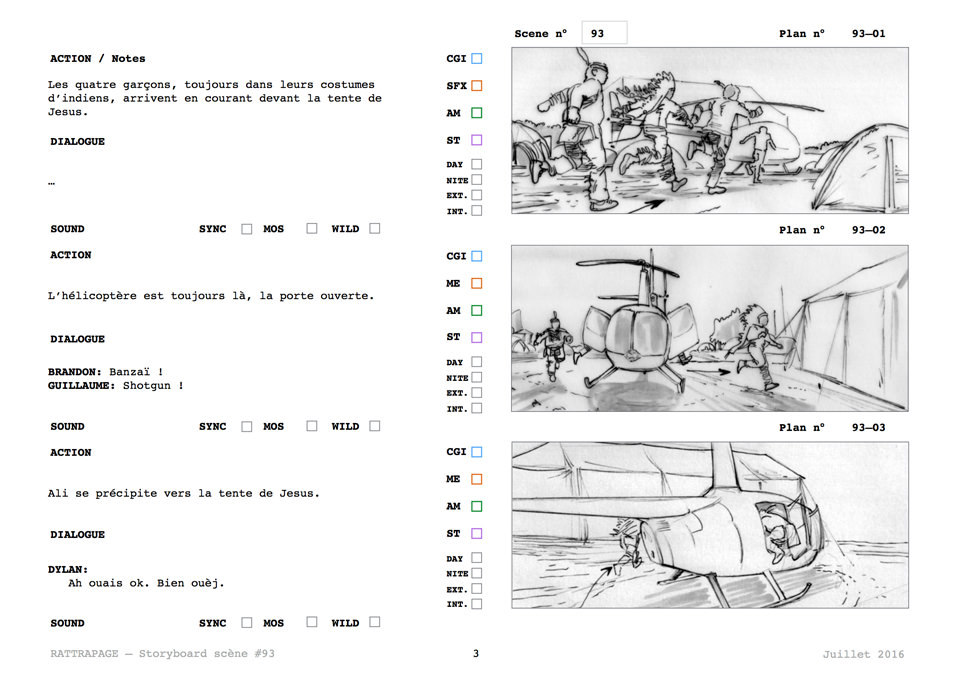 Scene nº 93 Plan nº 93—01
ACTION / Notes
Les quatre garçons, toujours dans leurs costumes
d'indiens, arrivent en courant devant la tente de
Jesus.
DIALOGUE
…
CGI
SFX
AM
ST
DAY
NITE
EXT.
INT.
SOUND SYNC MOS WILD
Plan nº 93—02
ACTION
L'hélicoptère est toujours là, la porte ouverte.
DIALOGUE
BRANDON: Banzaï !
GUILLAUME: Shotgun !
CGI
ME
AM
ST
DAY
NITE
EXT.
INT.
SOUND SYNC MOS WILD
Plan nº 93—03
ACTION
Ali se précipite vers la tente de Jesus.
DIALOGUE
DYLAN:
Ah ouais ok. Bien ouèj.
CGI
ME
AM
ST
DAY
NITE
EXT.
INT.
SOUND SYNC MOS WILD
RATTRAPAGE — Storyboard scène #93 3 Juillet 2016